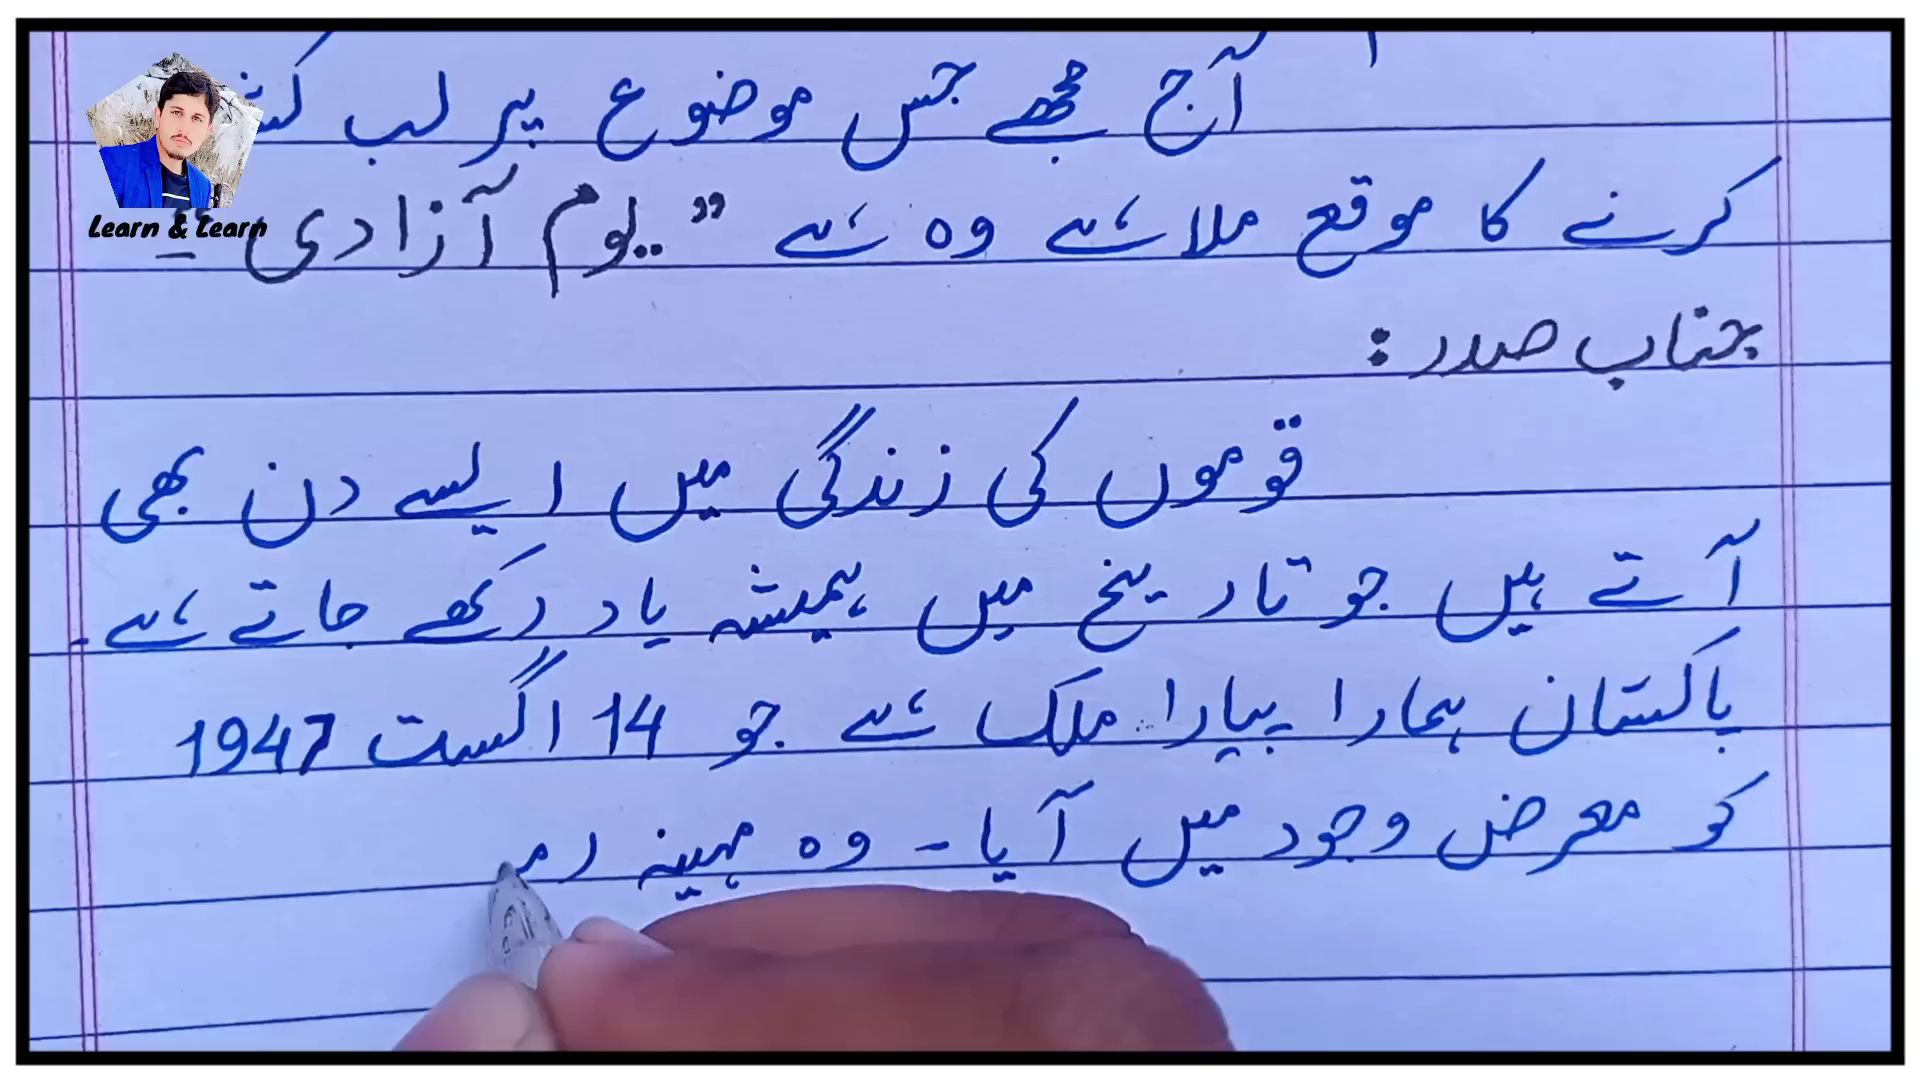 آج مجھے جس موضوع پر لب
کرنے کا موقع ملا ہے وہ ہے "یوم آزادی"
جناب صدر :
قوموں کی زندگی میں ایسے دن بھی
آتے ہیں جو تاریخ میں ہمیشہ یاد رکھے جاتے ہے۔
پاکستان ہمارا پیارا ملک ہے جو 14 اگست 1947
کو معرض وجود میں آیا۔ وہ مہینہ
Learn & Learn